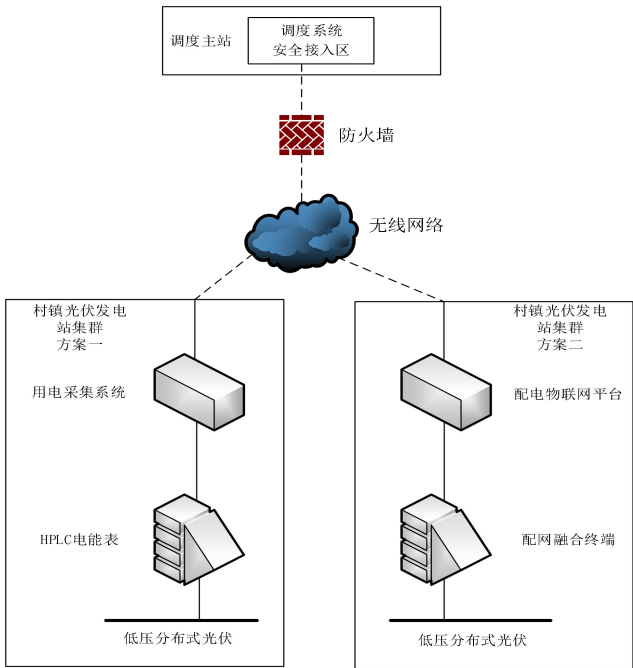 调度主站
调度系统
安全接入区
防火墙
无线网络
村镇光伏发电
站集群
方案一
用电采集系统
HPLC电能表
低压分布式光伏
村镇光伏发电
站集群
方案二
配电物联网平台
配网融合终端
低压分布式光伏